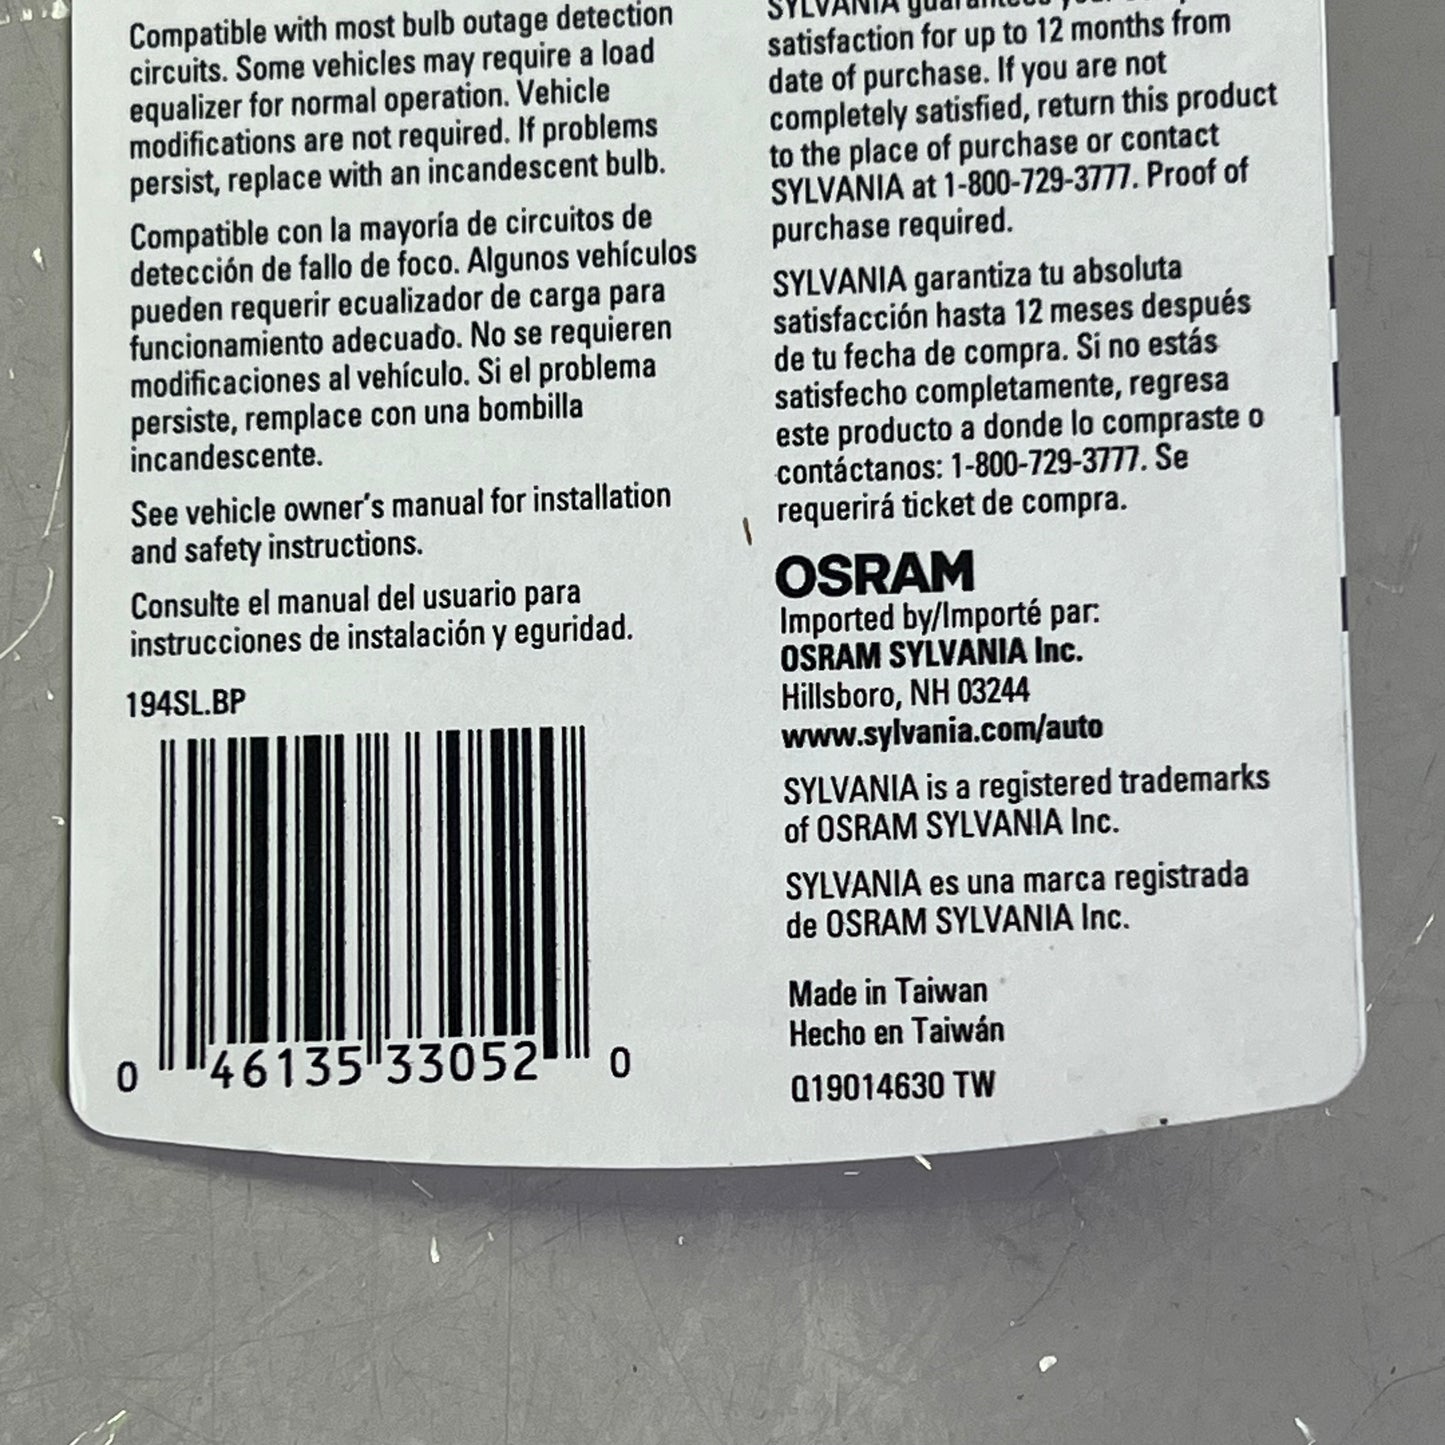 Compatible with most bulb outage detection
circuits. Some vehicles may require a load
equalizer for normal operation. Vehicle
modifications are not required. If problems
persist, replace with an incandescent bulb.
Compatible con la mayoría de circuitos de
detección de fallo de foco. Algunos vehículos
pueden requerir ecualizador de carga para
funcionamiento adecuado. No se requieren
modificaciones al vehículo. Si el problema
persiste, remplace con una bombilla
incandescente.
See vehicle owner's manual for installation
and safety instructions.
Consulte el manual del usuario para
instrucciones de instalación y eguridad.
194SL.BP
0 46135 33052 0
SYLVANIA guarantees
satisfaction for up to 12 months from
date of purchase. If you are not
completely satisfied, return this product
to the place of purchase or contact
SYLVANIA at 1-800-729-3777. Proof of
purchase required.
SYLVANIA garantiza tu absoluta
satisfacción hasta 12 meses después
de tu fecha de compra. Si no estás
satisfecho completamente, regresa
este producto a donde lo compraste o
contáctanos: 1-800-729-3777. Se
requerirá ticket de compra.
OSRAM
Imported by/Importé par:
OSRAM SYLVANIA Inc.
Hillsboro, NH 03244
www.sylvania.com/auto
SYLVANIA is a registered trademarks
of OSRAM SYLVANIA Inc.
SYLVANIA es una marca registrada
de OSRAM SYLVANIA Inc.
Made in Taiwan
Hecho en Taiwán
Q19014630 TW